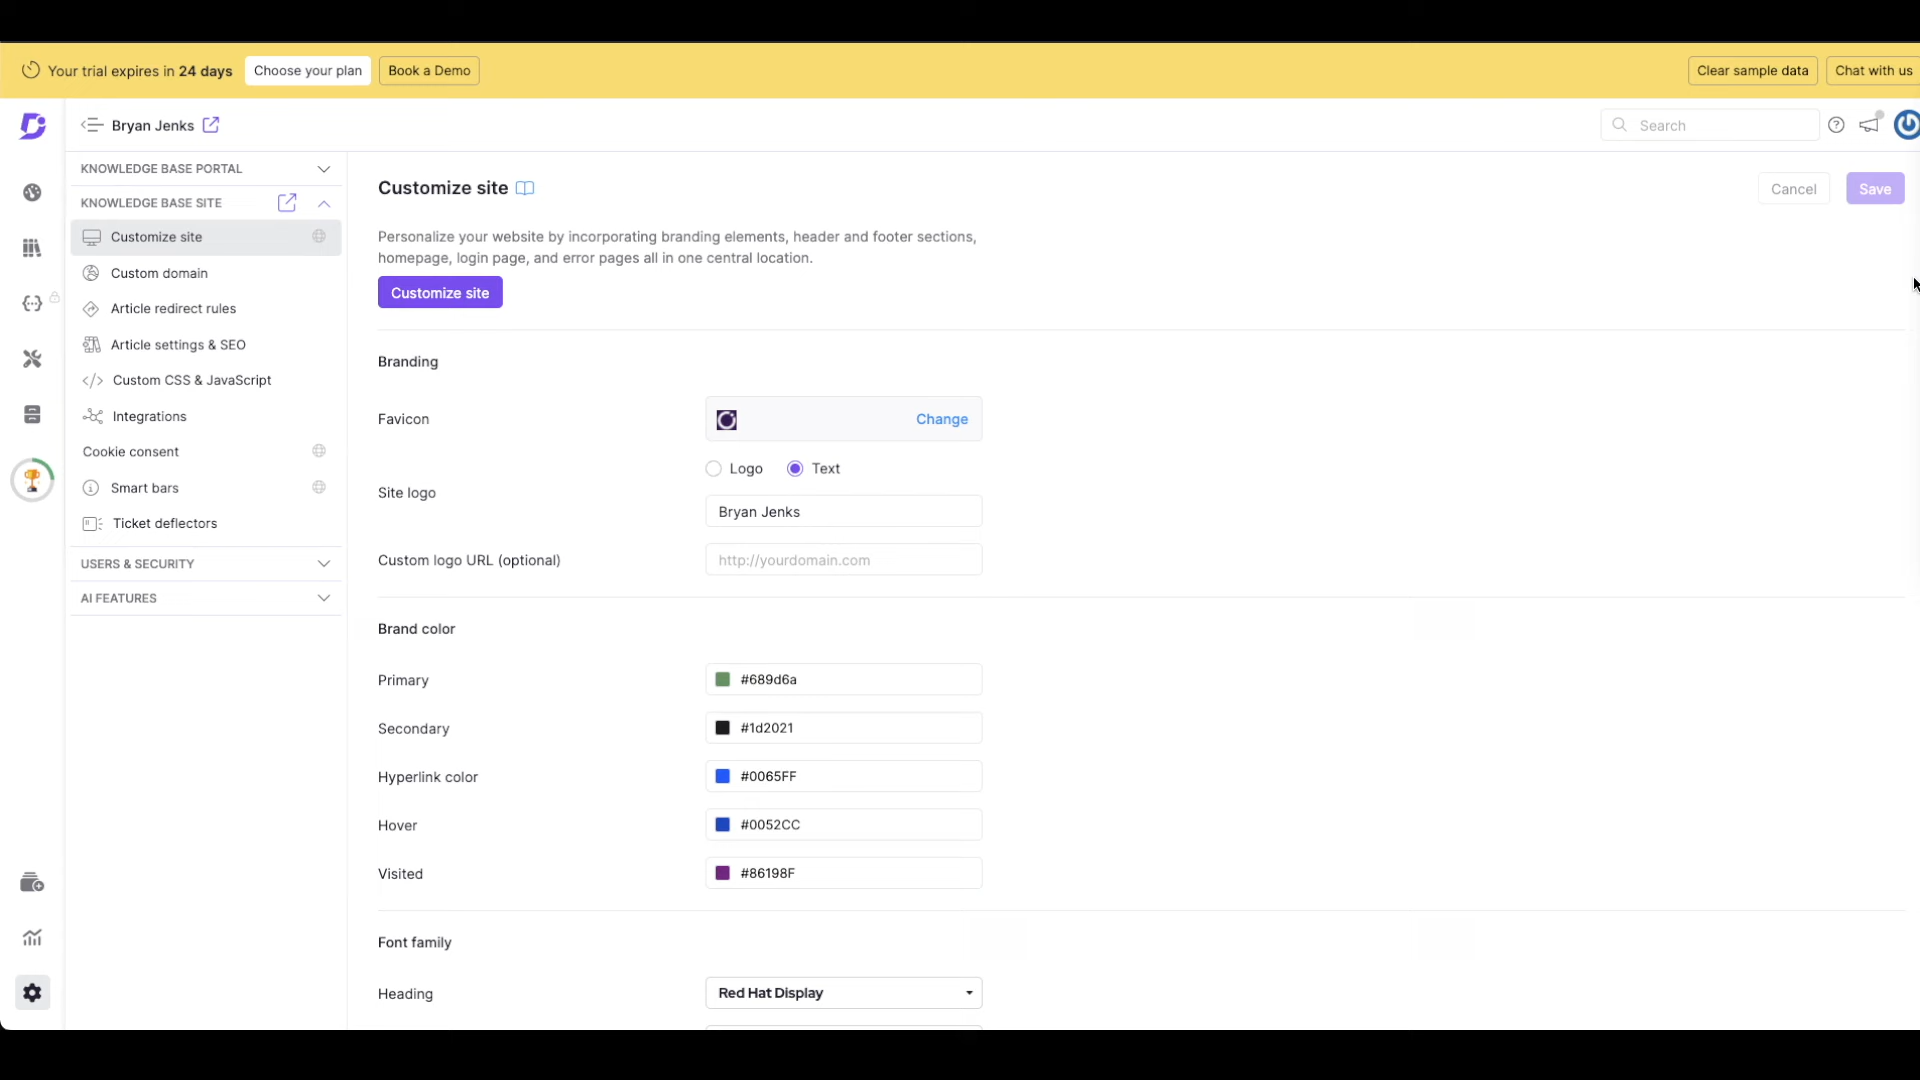 Your trial expires in 24 days
Choose your plan
Book a Demo
Clear sample data
Chat with us
Bryan Jenks
Search
KNOWLEDGE BASE PORTAL
KNOWLEDGE BASE SITE
Customize site
Custom domain
Article redirect rules
Article settings & SEO
Custom CSS & JavaScript
Integrations
Cookie consent
Smart bars
Ticket deflectors
USERS & SECURITY
AI FEATURES
Customize site
Cancel
Save
Personalize your website by incorporating branding elements, header and footer sections,
homepage, login page, and error pages all in one central location.
Customize site
Branding
Favicon
Change
Site logo
Logo
Text
Bryan Jenks
Custom logo URL (optional)
http://yourdomain.com
Brand color
Primary
#689d6a
Secondary
#1d2021
Hyperlink color
#0065FF
Hover
#0052CC
Visited
#86198F
Font family
Heading
Red Hat Display